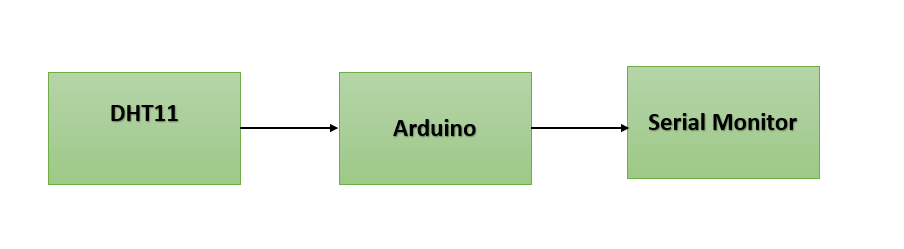 DHT11
Arduino
Serial Monitor